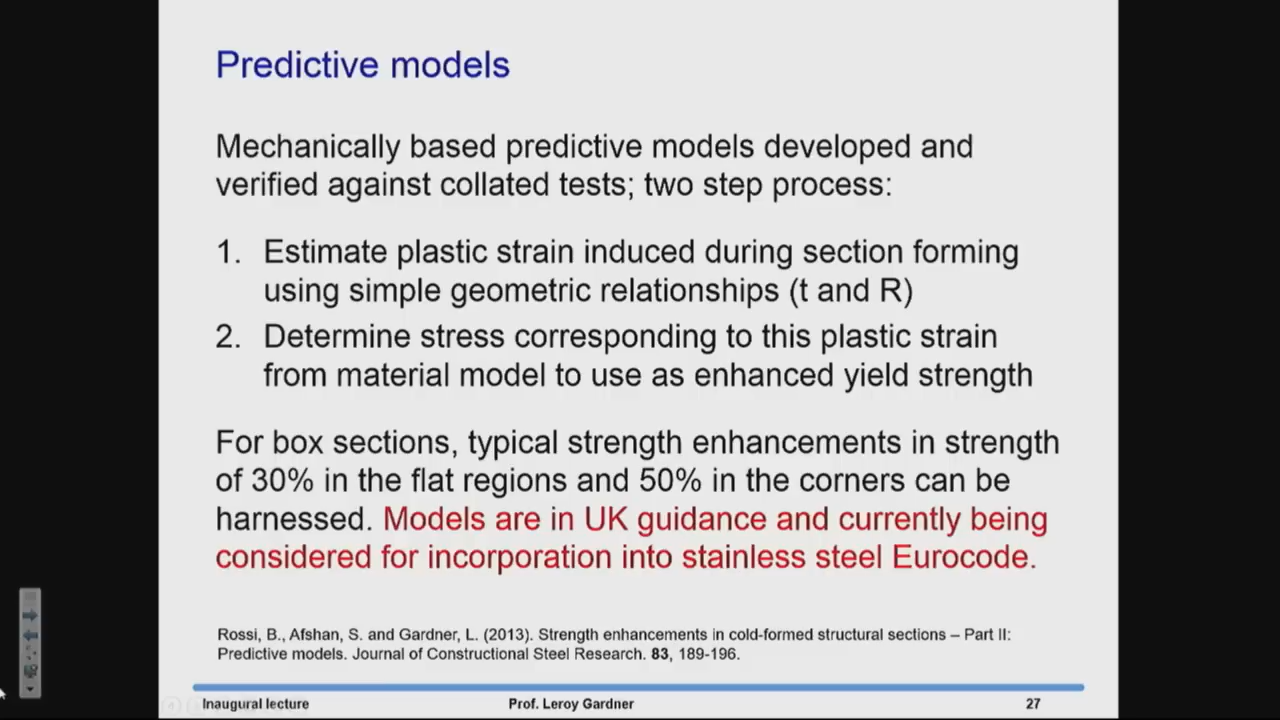 Predictive models
Mechanically based predictive models developed and
verified against collated tests; two step process:
1. Estimate plastic strain induced during section forming
using simple geometric relationships (t and R)
2. Determine stress corresponding to this plastic strain
from material model to use as enhanced yield strength
For box sections, typical strength enhancements in strength
of 30% in the flat regions and 50% in the corners can be
harnessed. Models are in UK guidance and currently being
considered for incorporation into stainless steel Eurocode.
Rossi, B., Afshan, S. and Gardner, L. (2013). Strength enhancements in cold-formed structural sections – Part II:
Predictive models. Journal of Constructional Steel Research. 83, 189-196.
Inaugural lecture Prof. Leroy Gardner 27